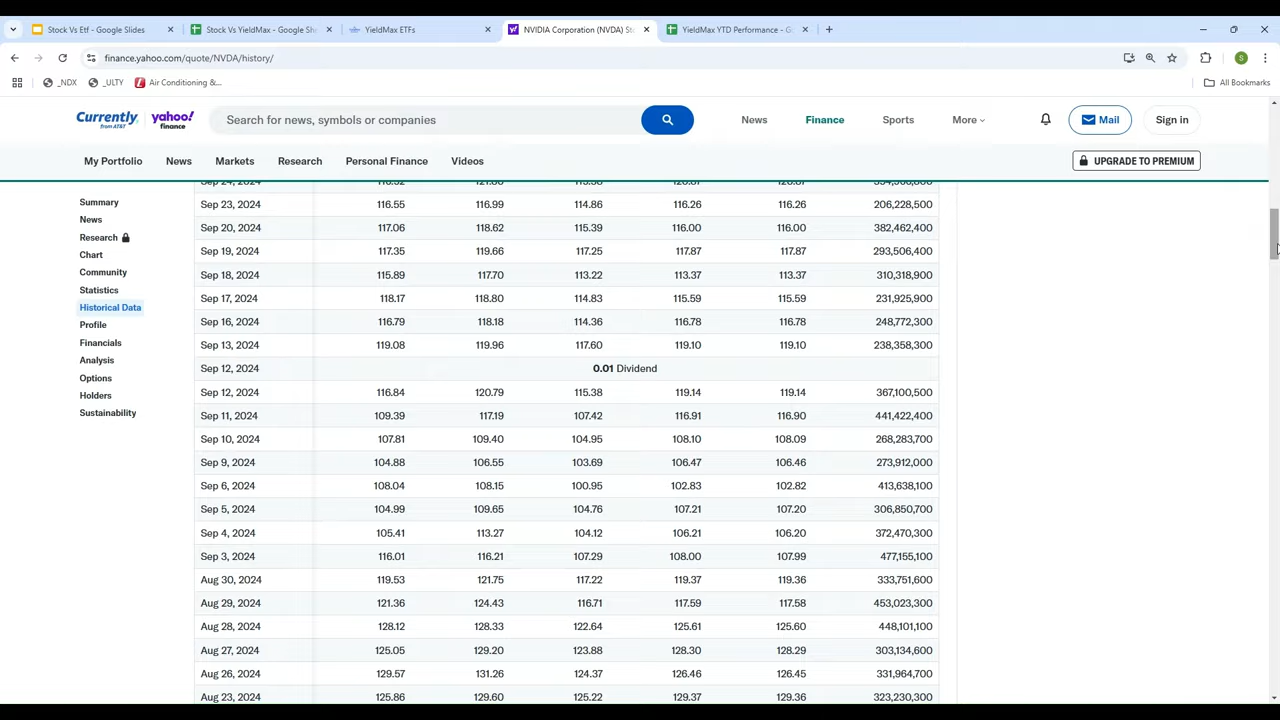 Stock Vs Etf - Google Slides
Stock Vs YieldMax - Google She
YieldMax ETFs
NVIDIA Corporation (NVDA) Sto
YieldMax YTD Performance - G
finance.yahoo.com/quote/NVDA/history/
S
_NDX
_ULTY
Air Conditioning &...
All Bookmarks
Currently
from AT&T
yahoo!
finance
Search for news, symbols or companies
News
Finance
Sports
More
Mail
Sign in
My Portfolio
News
Markets
Research
Personal Finance
Videos
UPGRADE TO PREMIUM
Summary
News
Research
Chart
Community
Statistics
Historical Data
Profile
Financials
Analysis
Options
Holders
Sustainability
Sep 23, 2024 116.55 116.99 114.86 116.26 116.26 206,228,500
Sep 20, 2024 117.06 118.62 115.39 116.00 116.00 382,462,400
Sep 19, 2024 117.35 119.66 117.25 117.87 117.87 293,506,400
Sep 18, 2024 115.89 117.70 113.22 113.37 113.37 310,318,900
Sep 17, 2024 118.17 118.80 114.83 115.59 115.59 231,925,900
Sep 16, 2024 116.79 118.18 114.36 116.78 116.78 248,772,300
Sep 13, 2024 119.08 119.96 117.60 119.10 119.10 238,358,300
Sep 12, 2024 0.01 Dividend
Sep 12, 2024 116.84 120.79 115.38 119.14 119.14 367,100,500
Sep 11, 2024 109.39 117.19 107.42 116.91 116.90 441,422,400
Sep 10, 2024 107.81 109.40 104.95 108.10 108.09 268,283,700
Sep 9, 2024 104.88 106.55 103.69 106.47 106.46 273,912,000
Sep 6, 2024 108.04 108.15 100.95 102.83 102.82 413,638,100
Sep 5, 2024 104.99 109.65 104.76 107.21 107.20 306,850,700
Sep 4, 2024 105.41 113.27 104.12 106.21 106.20 372,470,300
Sep 3, 2024 116.01 116.21 107.29 108.00 107.99 477,155,100
Aug 30, 2024 119.53 121.75 117.22 119.37 119.36 333,751,600
Aug 29, 2024 121.36 124.43 116.71 117.59 117.58 453,023,300
Aug 28, 2024 128.12 128.33 122.64 125.61 125.60 448,101,100
Aug 27, 2024 125.05 129.20 123.88 128.30 128.29 303,134,600
Aug 26, 2024 129.57 131.26 124.37 126.46 126.45 331,964,700
Aug 23, 2024 125.86 129.60 125.22 129.37 129.36 323,230,300